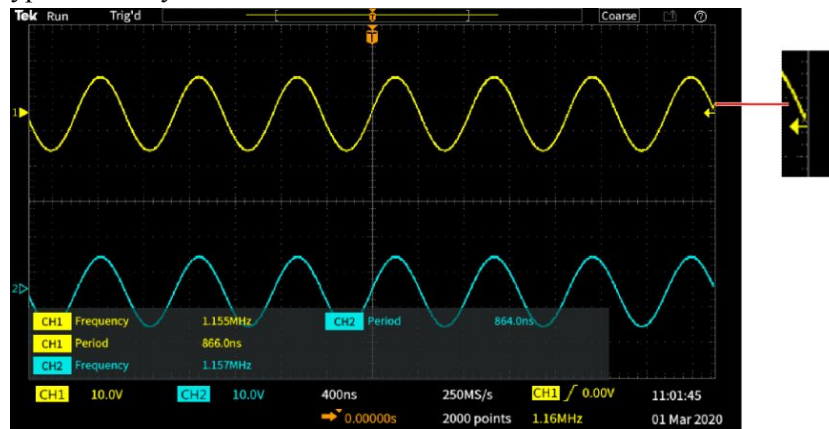 Tek Run Trig'd Coarse
T
T
1
2
CH1 Frequency 1.155MHz CH2 Period 864.0ns
CH1 Period 866.0ns
CH2 Frequency 1.157MHz
CH1 10.0V CH2 10.0V 400ns 250MS/s CH1 0.00V 11:01:45
0.00000s 2000 points 1.16MHz 01 Mar 2020